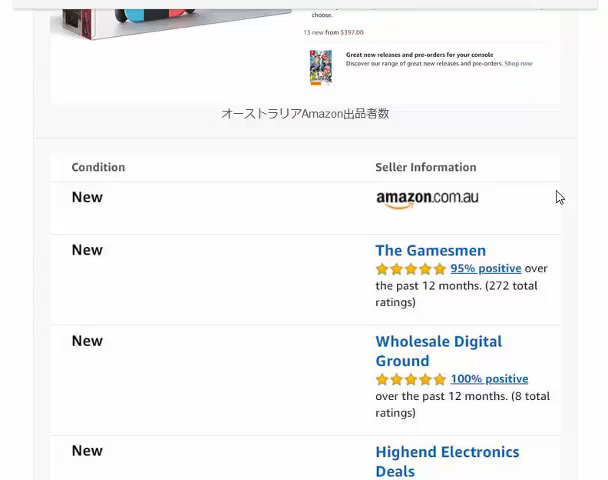 choose.
13 new from $397.00
Great new releases and pre-orders for your console
Discover our range of great new releases and pre-orders. Shop now
オーストラリアAmazon出品者数
Condition Seller Information
New amazon.com.au
New The Gamesmen
95% positive over
the past 12 months. (272 total
ratings)
New Wholesale Digital
Ground
100% positive
over the past 12 months. (8 total
ratings)
New Highend Electronics
Deals